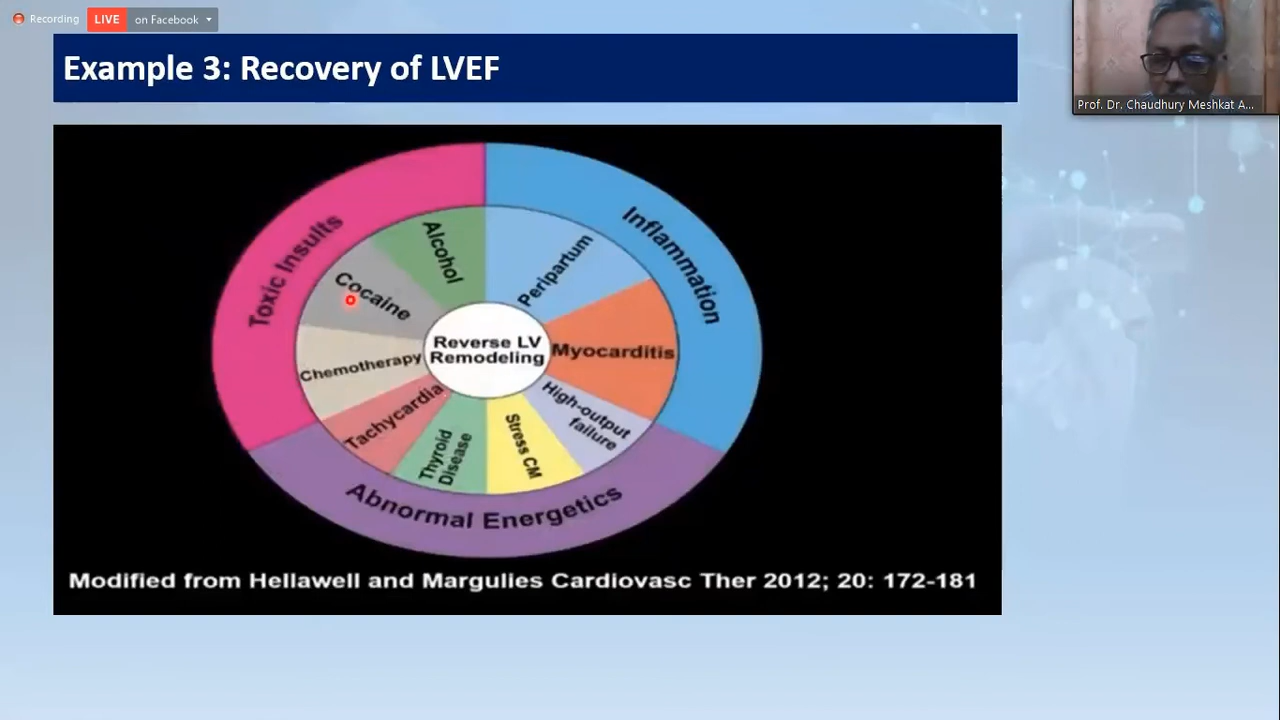 Recording
LIVE on Facebook
Example 3: Recovery of LVEF
Prof. Dr. Chaudhury Meshkat A...
Toxic Insults
Inflammation
Abnormal Energetics
Alcohol
Cocaine
Chemotherapy
Tachycardia
Thyroid
Disease
Stress CM
High-output
failure
Myocarditis
Peripartum
Reverse LV
Remodeling
Modified from Hellawell and Margulies Cardiovasc Ther 2012; 20: 172-181